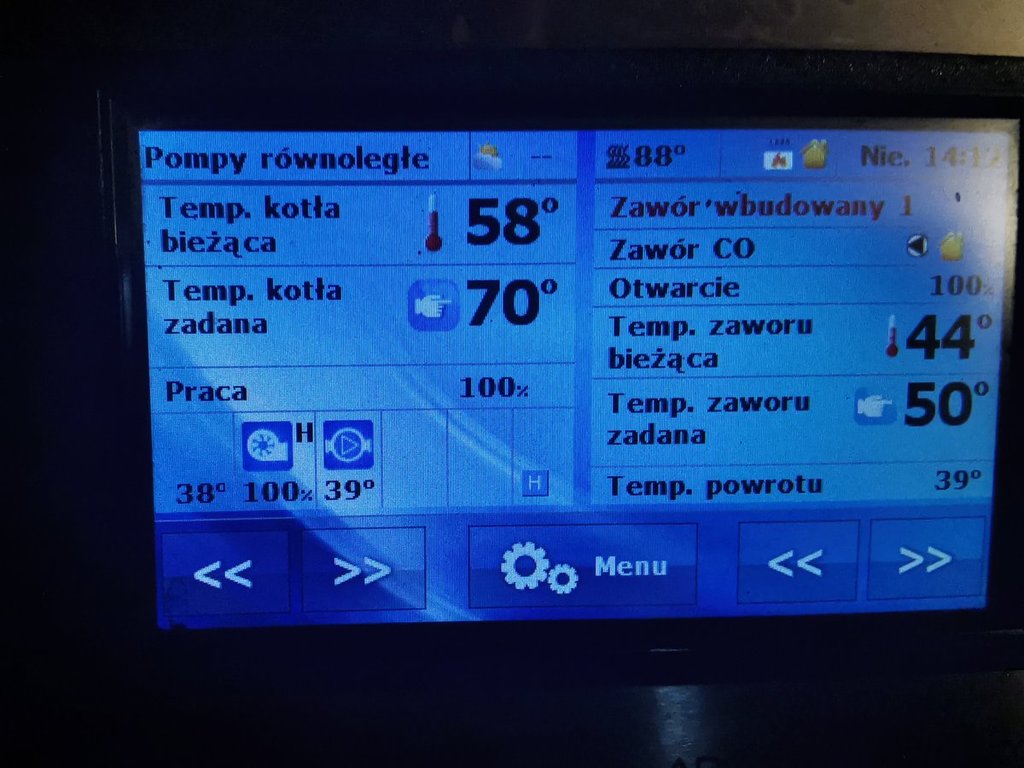 Pompy równoległe --
Temp. kotła
bieżąca 58°
Temp. kotła
zadana 70°
Praca 100%
H
38° 100% 39° H
88° Nie. 14:12
Zawór wbudowany 1
Zawór CO
Otwarcie 100%
Temp. zaworu
bieżąca 44°
Temp. zaworu
zadana 50°
Temp. powrotu 39°
<< >> Menu << >>